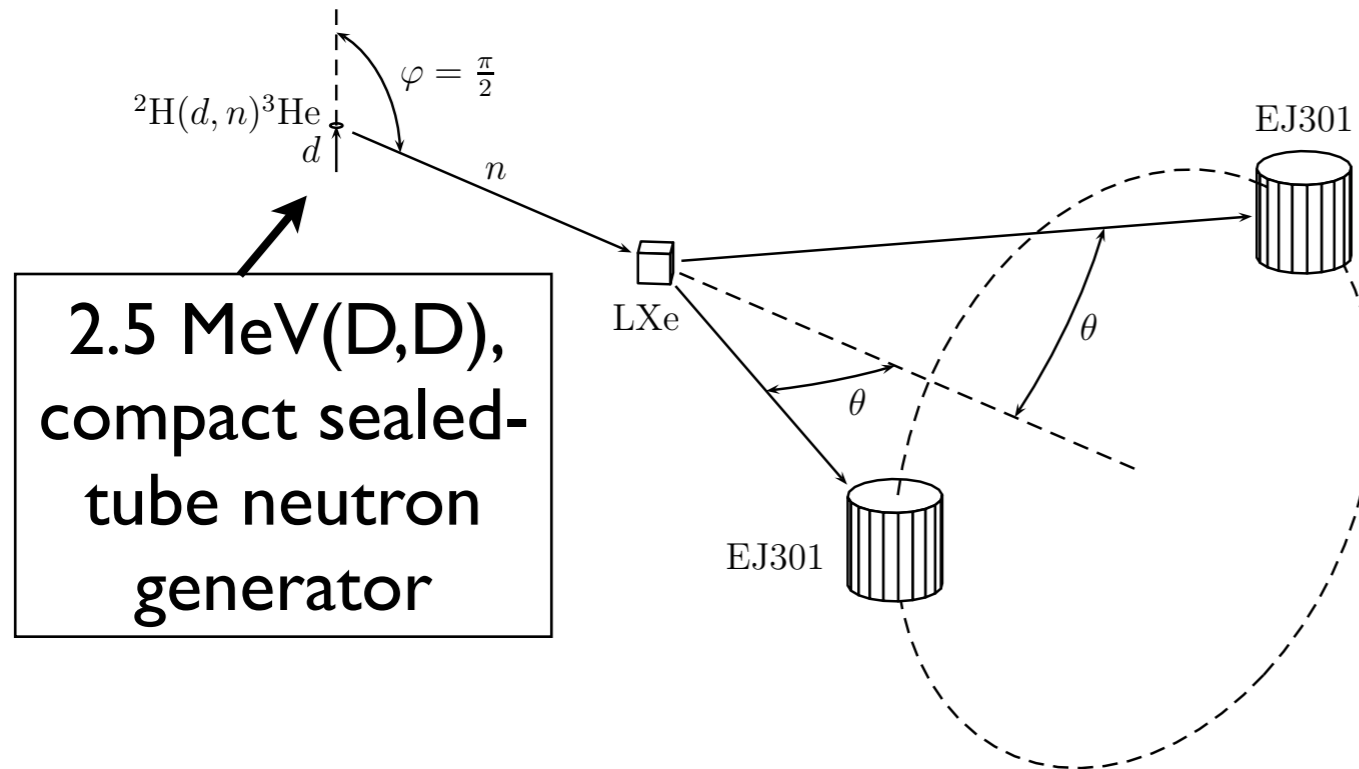 φ = π/2
²H(d, n)³He
d
n
EJ301
LXe
θ
θ
EJ301
2.5 MeV(D,D),
compact sealed-
tube neutron
generator